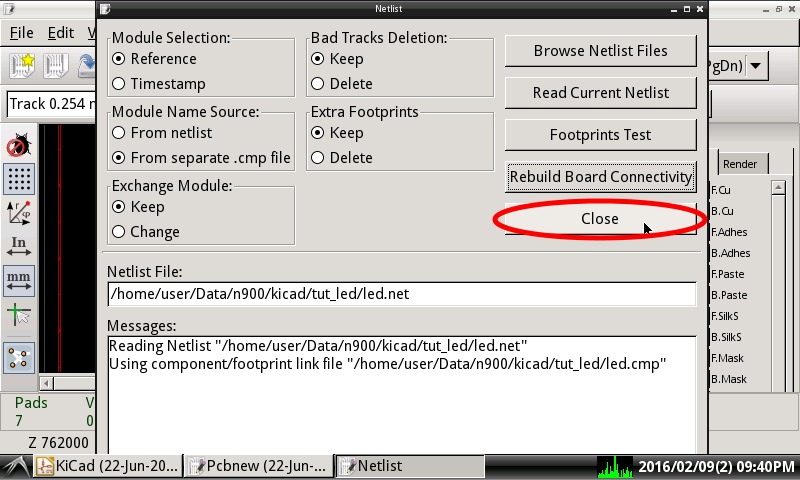 Netlist
File Edit V
PgDn)
Track 0.254 m
Module Selection:
Reference
Timestamp
Bad Tracks Deletion:
Keep
Delete
Browse Netlist Files
Read Current Netlist
Module Name Source:
From netlist
From separate .cmp file
Extra Footprints
Keep
Delete
Footprints Test
Rebuild Board Connectivity
Exchange Module:
Keep
Change
Close
Netlist File:
/home/user/Data/n900/kicad/tut_led/led.net
Messages:
Reading Netlist "/home/user/Data/n900/kicad/tut_led/led.net"
Using component/footprint link file "/home/user/Data/n900/kicad/tut_led/led.cmp"
In
mm
Render
F.Cu
B.Cu
F.Adhes
B.Adhes
F.Paste
B.Paste
F.SilkS
B.SilkS
F.Mask
B.Mask
Pads V
7 0
Z 762000
KiCad (22-Jun-20... Pcbnew (22-Jun-... Netlist 2016/02/09(2) 09:40PM